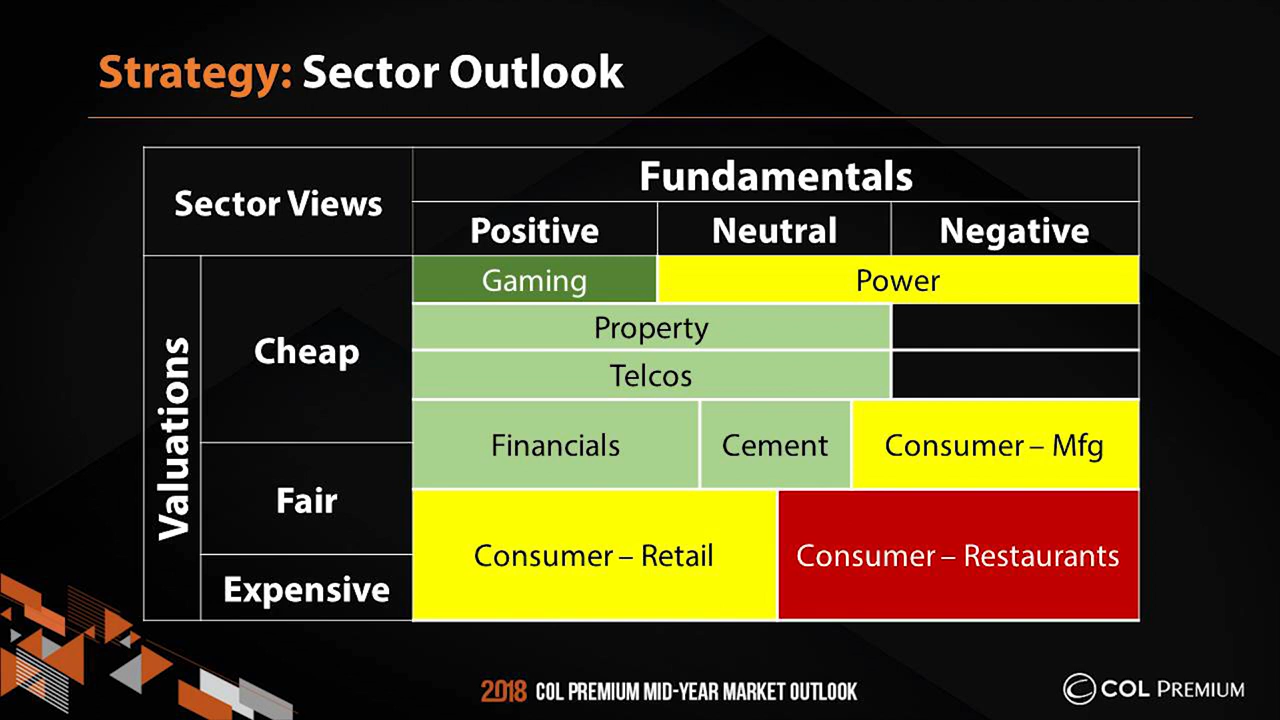 Strategy: Sector Outlook
Sector Views
Fundamentals
Positive
Neutral
Negative
Valuations
Cheap
Gaming
Power
Property
Telcos
Financials
Cement
Consumer – Mfg
Fair
Consumer – Retail
Consumer – Restaurants
Expensive
2018 COL PREMIUM MID-YEAR MARKET OUTLOOK
COL PREMIUM